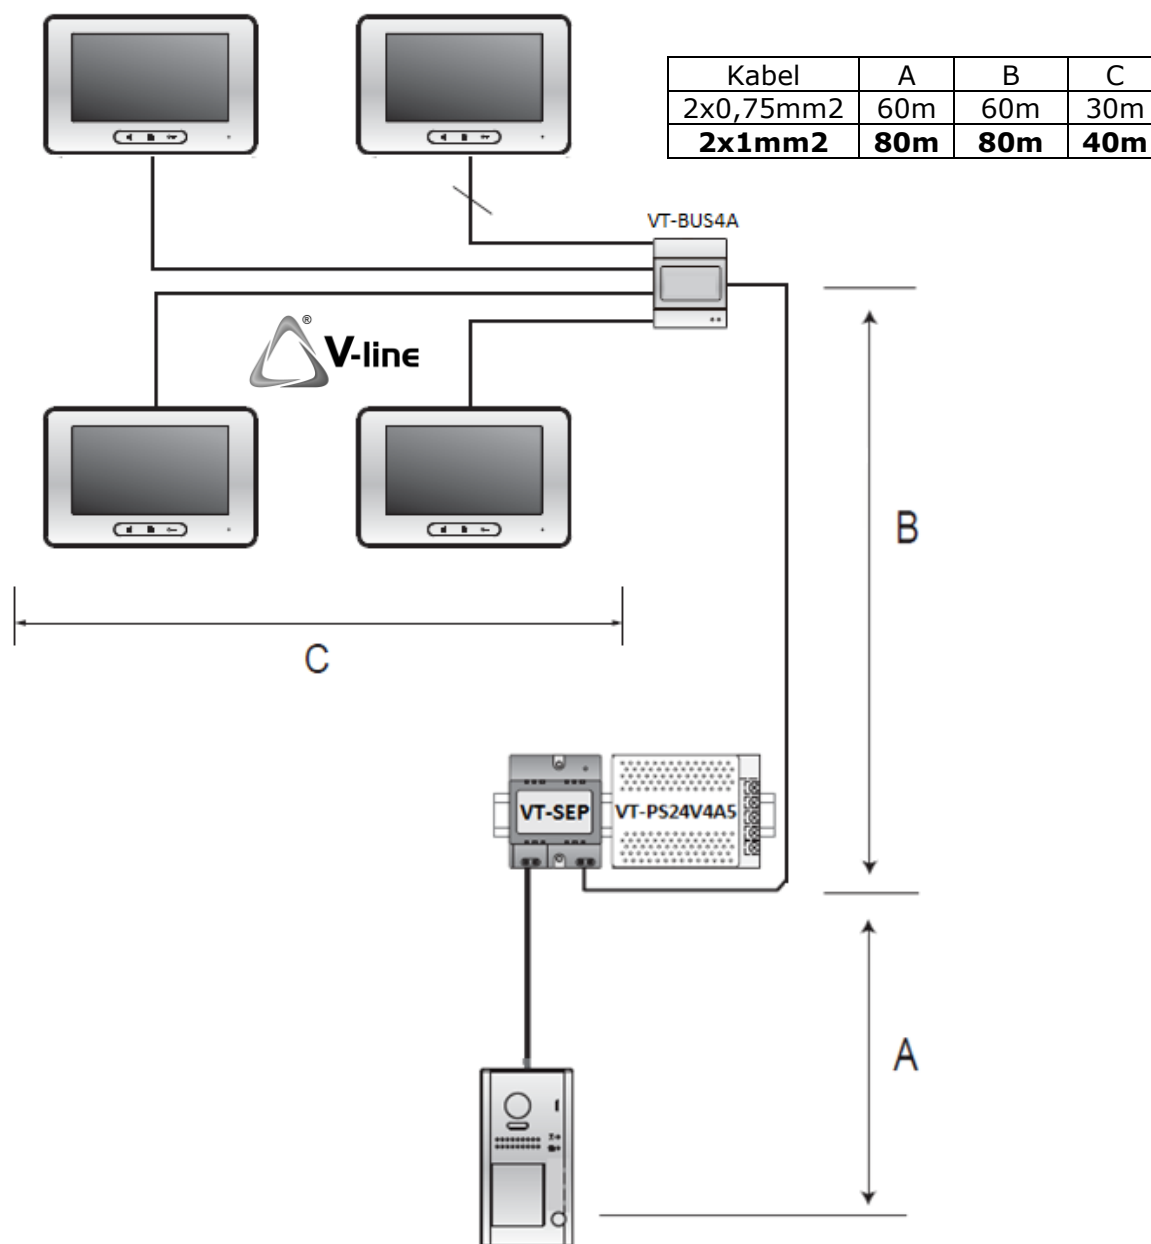 Kabel A B C
2x0,75mm2 60m 60m 30m
2x1mm2 80m 80m 40m
VT-BUS4A
® V-line
B
C
VT-SEP VT-PS24V4A5
A